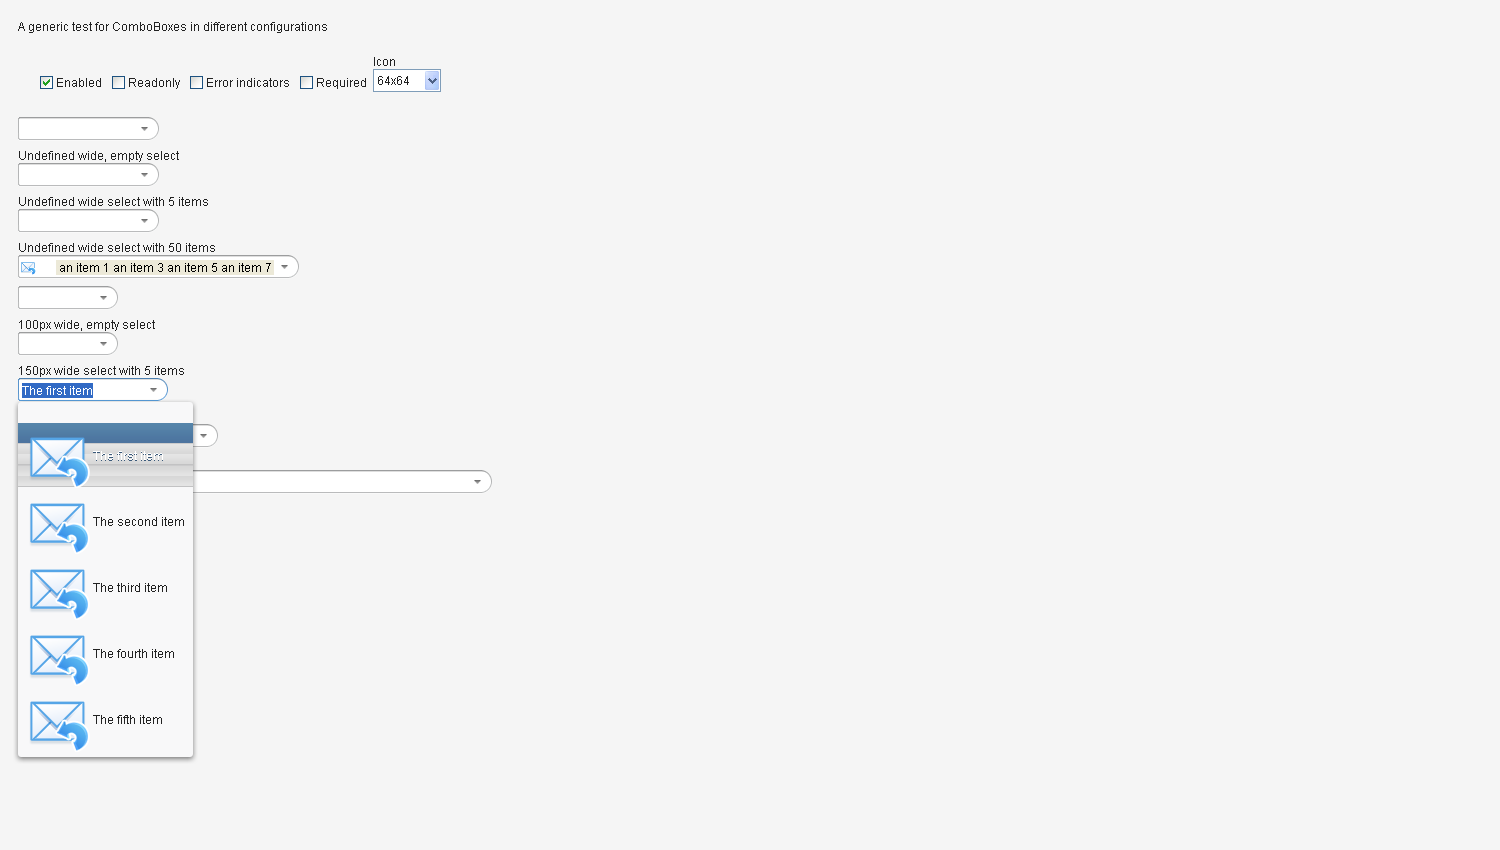 A generic test for ComboBoxes in different configurations
Icon
Enabled Readonly Error indicators Required 64x64
Undefined wide, empty select
Undefined wide select with 5 items
Undefined wide select with 50 items
an item 1 an item 3 an item 5 an item 7
100px wide, empty select
150px wide select with 5 items
The first item
The first item
The second item
The third item
The fourth item
The fifth item